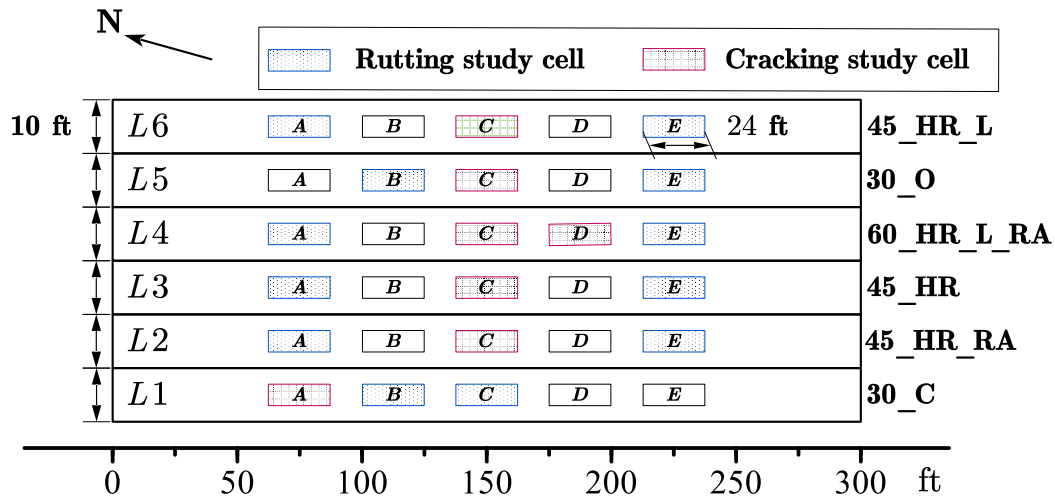 N
Rutting study cell Cracking study cell
10 ft L6 A B C D E 24 ft 45_HR_L
L5 A B C D E 30_O
L4 A B C D E 60_HR_L_RA
L3 A B C D E 45_HR
L2 A B C D E 45_HR_RA
L1 A B C D E 30_C
0 50 100 150 200 250 300 ft